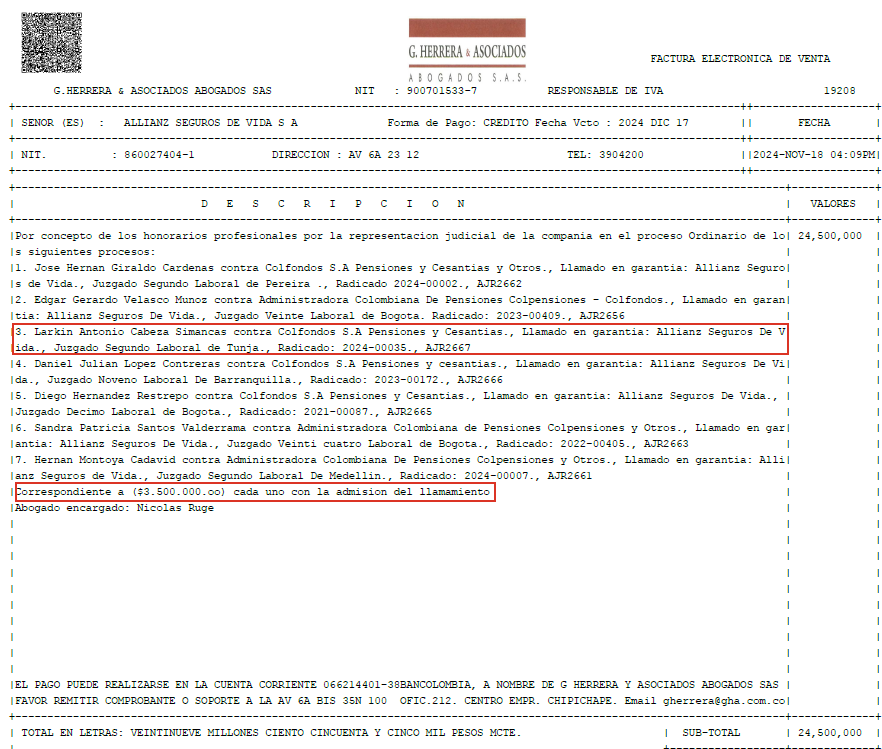 G. HERRERA & ASOCIADOS
ABOGADOS S.A.S.
FACTURA ELECTRONICA DE VENTA
G.HERRERA & ASOCIADOS ABOGADOS SAS NIT : 900701533-7 RESPONSABLE DE IVA 19208
SENOR (ES) : ALLIANZ SEGUROS DE VIDA S A Forma de Pago: CREDITO Fecha Vcto : 2024 DIC 17 FECHA
NIT. : 860027404-1 DIRECCION : AV 6A 23 12 TEL: 3904200 2024-NOV-18 04:09PM
D E S C R I P C I O N VALORES
Por concepto de los honorarios profesionales por la representacion judicial de la compania en el proceso Ordinario de lo 24,500,000
s siguientes procesos:
1. Jose Hernan Giraldo Cardenas contra Colfondos S.A Pensiones y Cesantias y Otros., Llamado en garantia: Allianz Seguro
s de Vida., Juzgado Segundo Laboral de Pereira ., Radicado 2024-00002., AJR2662
2. Edgar Gerardo Velasco Munoz contra Administradora Colombiana De Pensiones Colpensiones - Colfondos., Llamado en garan
tia: Allianz Seguros De Vida., Juzgado Veinte Laboral de Bogota. Radicado: 2023-00409., AJR2656
3. Larkin Antonio Cabeza Simancas contra Colfondos S.A Pensiones y Cesantias., Llamado en garantia: Allianz Seguros De V
ida., Juzgado Segundo Laboral de Tunja., Radicado: 2024-00035., AJR2667
4. Daniel Julian Lopez Contreras contra Colfondos S.A Pensiones y cesantias., Llamado en garantia: Allianz Seguros De Vi
da., Juzgado Noveno Laboral De Barranquilla., Radicado: 2023-00172., AJR2666
5. Diego Hernandez Restrepo contra Colfondos S.A Pensiones y Cesantias., Llamado en garantia: Allianz Seguros De Vida.,
Juzgado Decimo Laboral de Bogota., Radicado: 2021-00087., AJR2665
6. Sandra Patricia Santos Valderrama contra Administradora Colombiana de Pensiones Colpensiones y Otros., Llamado en gar
antia: Allianz Seguros De Vida., Juzgado Veinti cuatro Laboral de Bogota., Radicado: 2022-00405., AJR2663
7. Hernan Montoya Cadavid contra Administradora Colombiana De Pensiones Colpensiones y Otros., Llamado en garantia: Alli
anz Seguros de Vida., Juzgado Segundo Laboral De Medellin., Radicado: 2024-00007., AJR2661
Correspondiente a ($3.500.000.oo) cada uno con la admision del llamamiento
Abogado encargado: Nicolas Ruge
EL PAGO PUEDE REALIZARSE EN LA CUENTA CORRIENTE 066214401-38BANCOLOMBIA, A NOMBRE DE G HERRERA Y ASOCIADOS ABOGADOS SAS
FAVOR REMITIR COMPROBANTE O SOPORTE A LA AV 6A BIS 35N 100 OFIC.212. CENTRO EMPR. CHIPICHAPE. Email gherrera@gha.com.co
TOTAL EN LETRAS: VEINTINUEVE MILLONES CIENTO CINCUENTA Y CINCO MIL PESOS MCTE. SUB-TOTAL 24,500,000